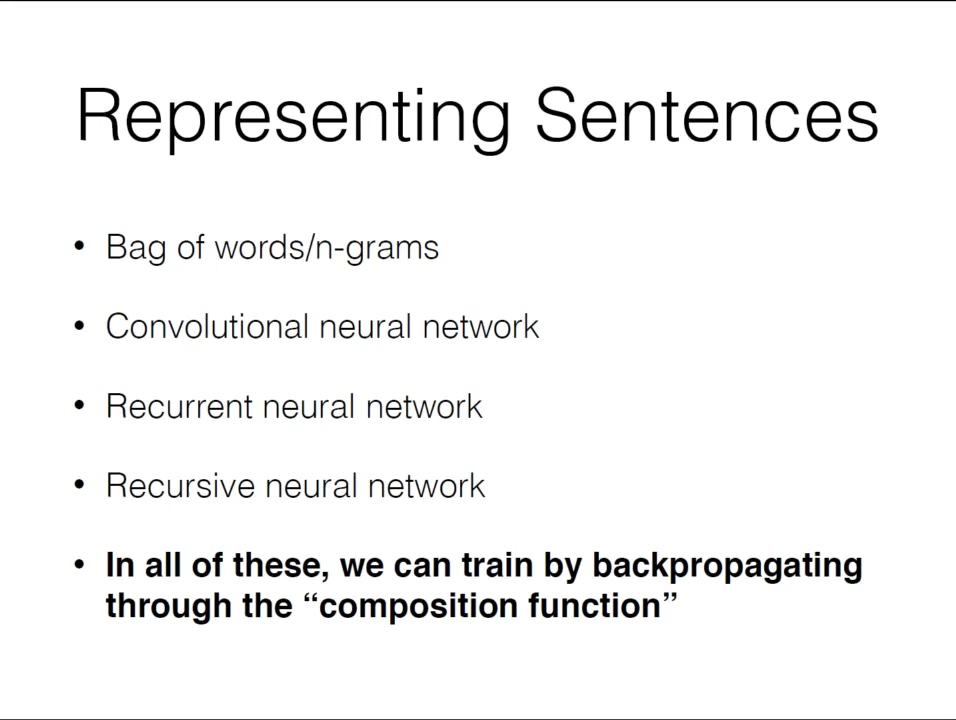 Representing Sentences
• Bag of words/n-grams
• Convolutional neural network
• Recurrent neural network
• Recursive neural network
• In all of these, we can train by backpropagating
through the “composition function”